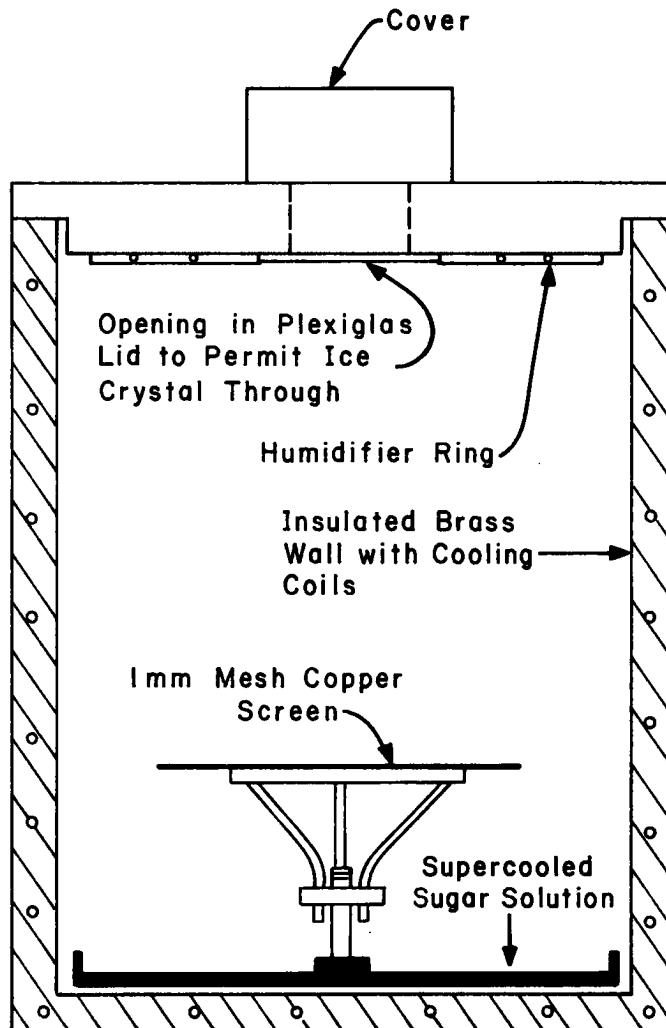 Cover
Opening in Plexiglas
Lid to Permit Ice
Crystal Through
Humidifier Ring
Insulated Brass
Wall with Cooling
Coils
1mm Mesh Copper
Screen
Supercooled
Sugar Solution